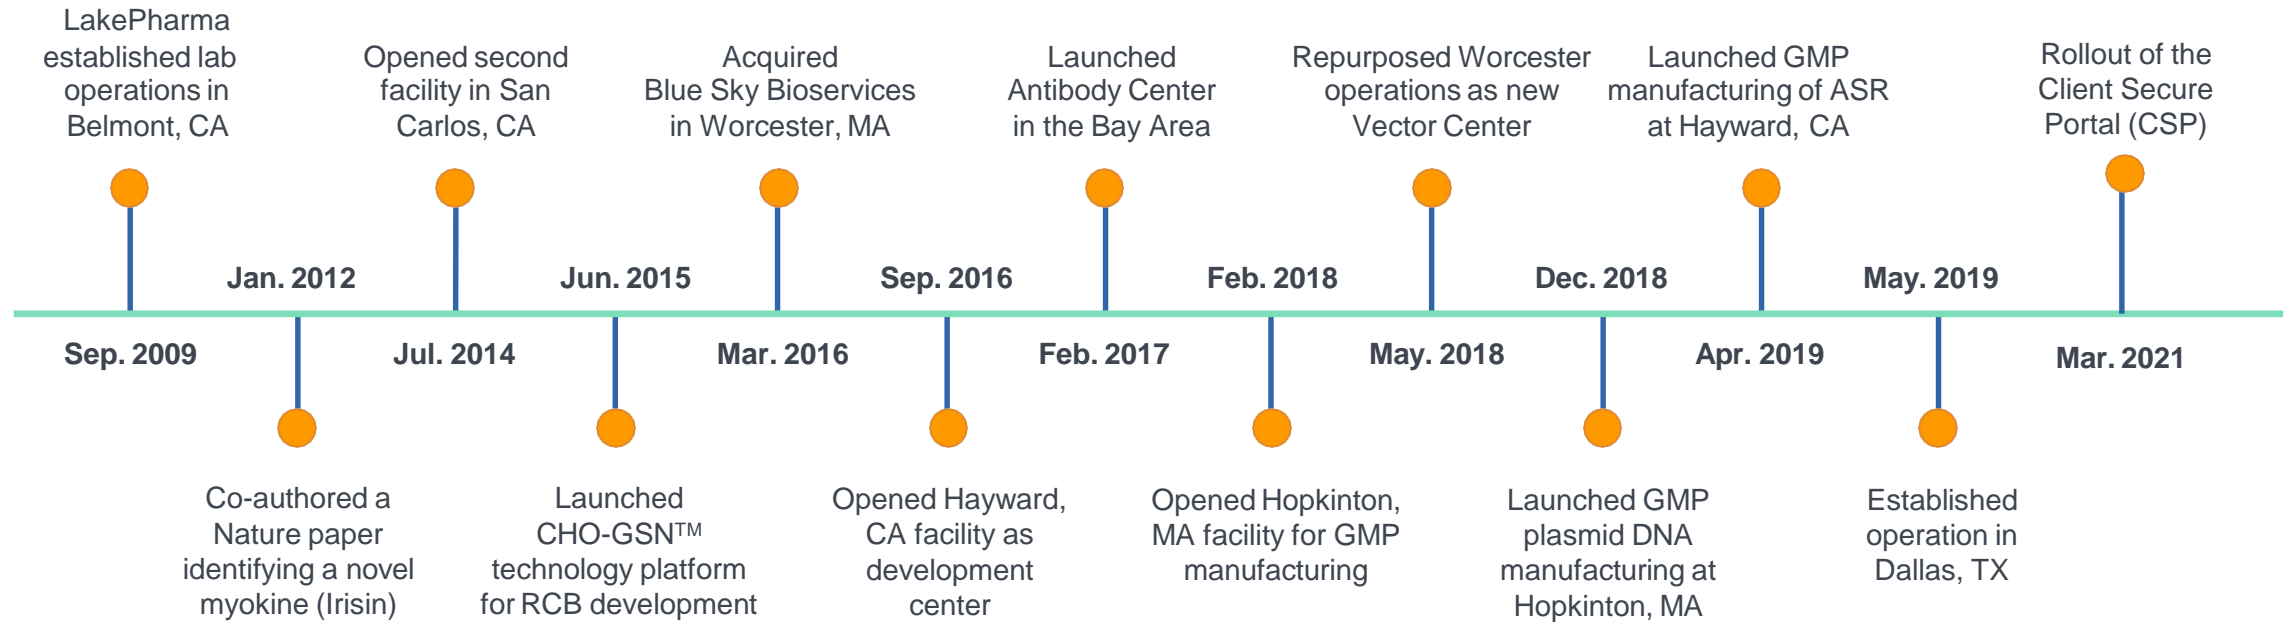 LakePharma
established lab
operations in
Belmont, CA
Opened second
facility in San
Carlos, CA
Acquired
Blue Sky Bioservices
in Worcester, MA
Launched
Antibody Center
in the Bay Area
Repurposed Worcester
operations as new
Vector Center
Launched GMP
manufacturing of ASR
at Hayward, CA
Rollout of the
Client Secure
Portal (CSP)
Jan. 2012
Jun. 2015
Sep. 2016
Feb. 2018
Dec. 2018
May. 2019
Sep. 2009
Jul. 2014
Mar. 2016
Feb. 2017
May. 2018
Apr. 2019
Mar. 2021
Co-authored a
Nature paper
identifying a novel
myokine (Irisin)
Launched
CHO-GSN™
technology platform
for RCB development
Opened Hayward,
CA facility as
development
center
Opened Hopkinton,
MA facility for GMP
manufacturing
Launched GMP
plasmid DNA
manufacturing at
Hopkinton, MA
Established
operation in
Dallas, TX